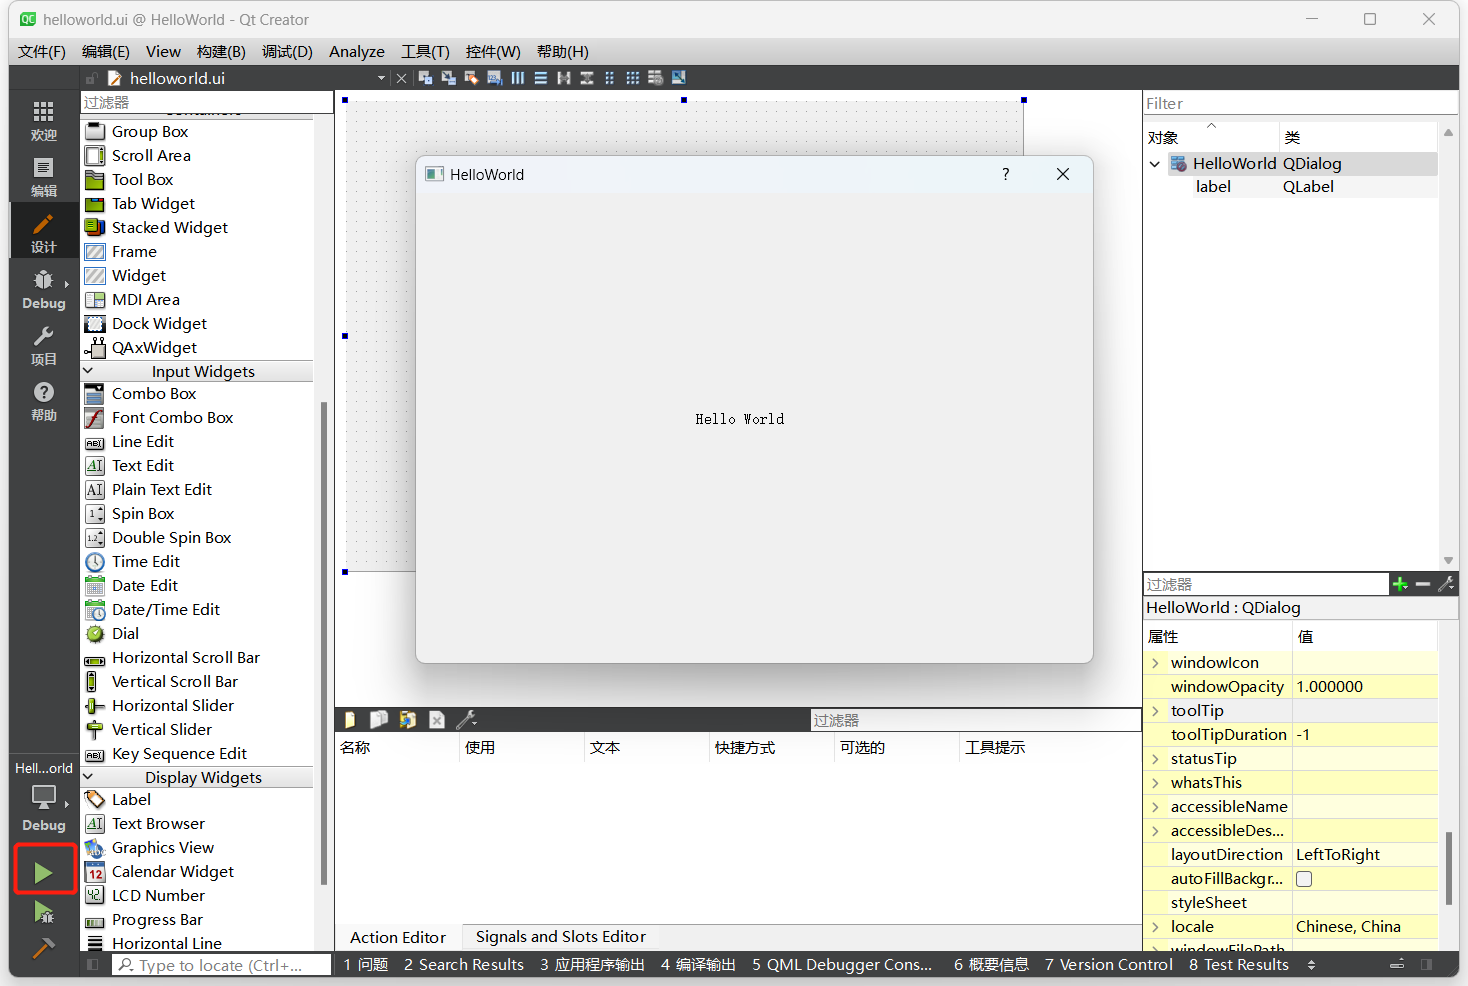 helloworld.ui @ HelloWorld - Qt Creator
文件(F) 编辑(E) View 构建(B) 调试(D) Analyze 工具(T) 控件(W) 帮助(H)
helloworld.ui
欢迎
编辑
设计
Debug
项目
帮助
Hell...orld
Debug
过滤器
Containers
Group Box
Scroll Area
Tool Box
Tab Widget
Stacked Widget
Frame
Widget
MDI Area
Dock Widget
QAxWidget
Input Widgets
Combo Box
Font Combo Box
Line Edit
Text Edit
Plain Text Edit
Spin Box
Double Spin Box
Time Edit
Date Edit
Date/Time Edit
Dial
Horizontal Scroll Bar
Vertical Scroll Bar
Horizontal Slider
Vertical Slider
Key Sequence Edit
Display Widgets
Label
Text Browser
Graphics View
Calendar Widget
LCD Number
Progress Bar
Horizontal Line
HelloWorld ?
Hello World
过滤器
名称 使用 文本 快捷方式 可选的 工具提示
Action Editor Signals and Slots Editor
Filter
对象 类
HelloWorld QDialog
label QLabel
过滤器
HelloWorld : QDialog
属性 值
windowIcon
windowOpacity 1.000000
toolTip
toolTipDuration -1
statusTip
whatsThis
accessibleName
accessibleDes...
layoutDirection LeftToRight
autoFillBackgr...
styleSheet
locale Chinese, China
windowFilePath
Type to locate (Ctrl+...
1 问题 2 Search Results 3 应用程序输出 4 编译输出 5 QML Debugger Cons... 6 概要信息 7 Version Control 8 Test Results